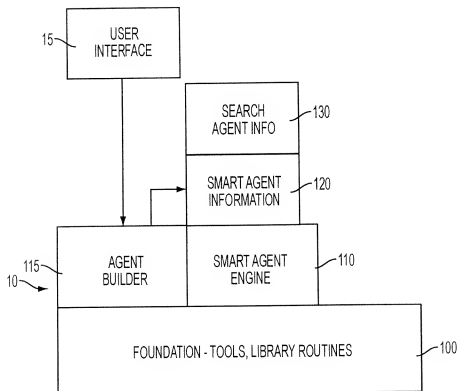 15
USER
INTERFACE
SEARCH
AGENT INFO
130
SMART AGENT
INFORMATION
120
115
AGENT
BUILDER
SMART AGENT
ENGINE
110
10
FOUNDATION - TOOLS, LIBRARY ROUTINES
100